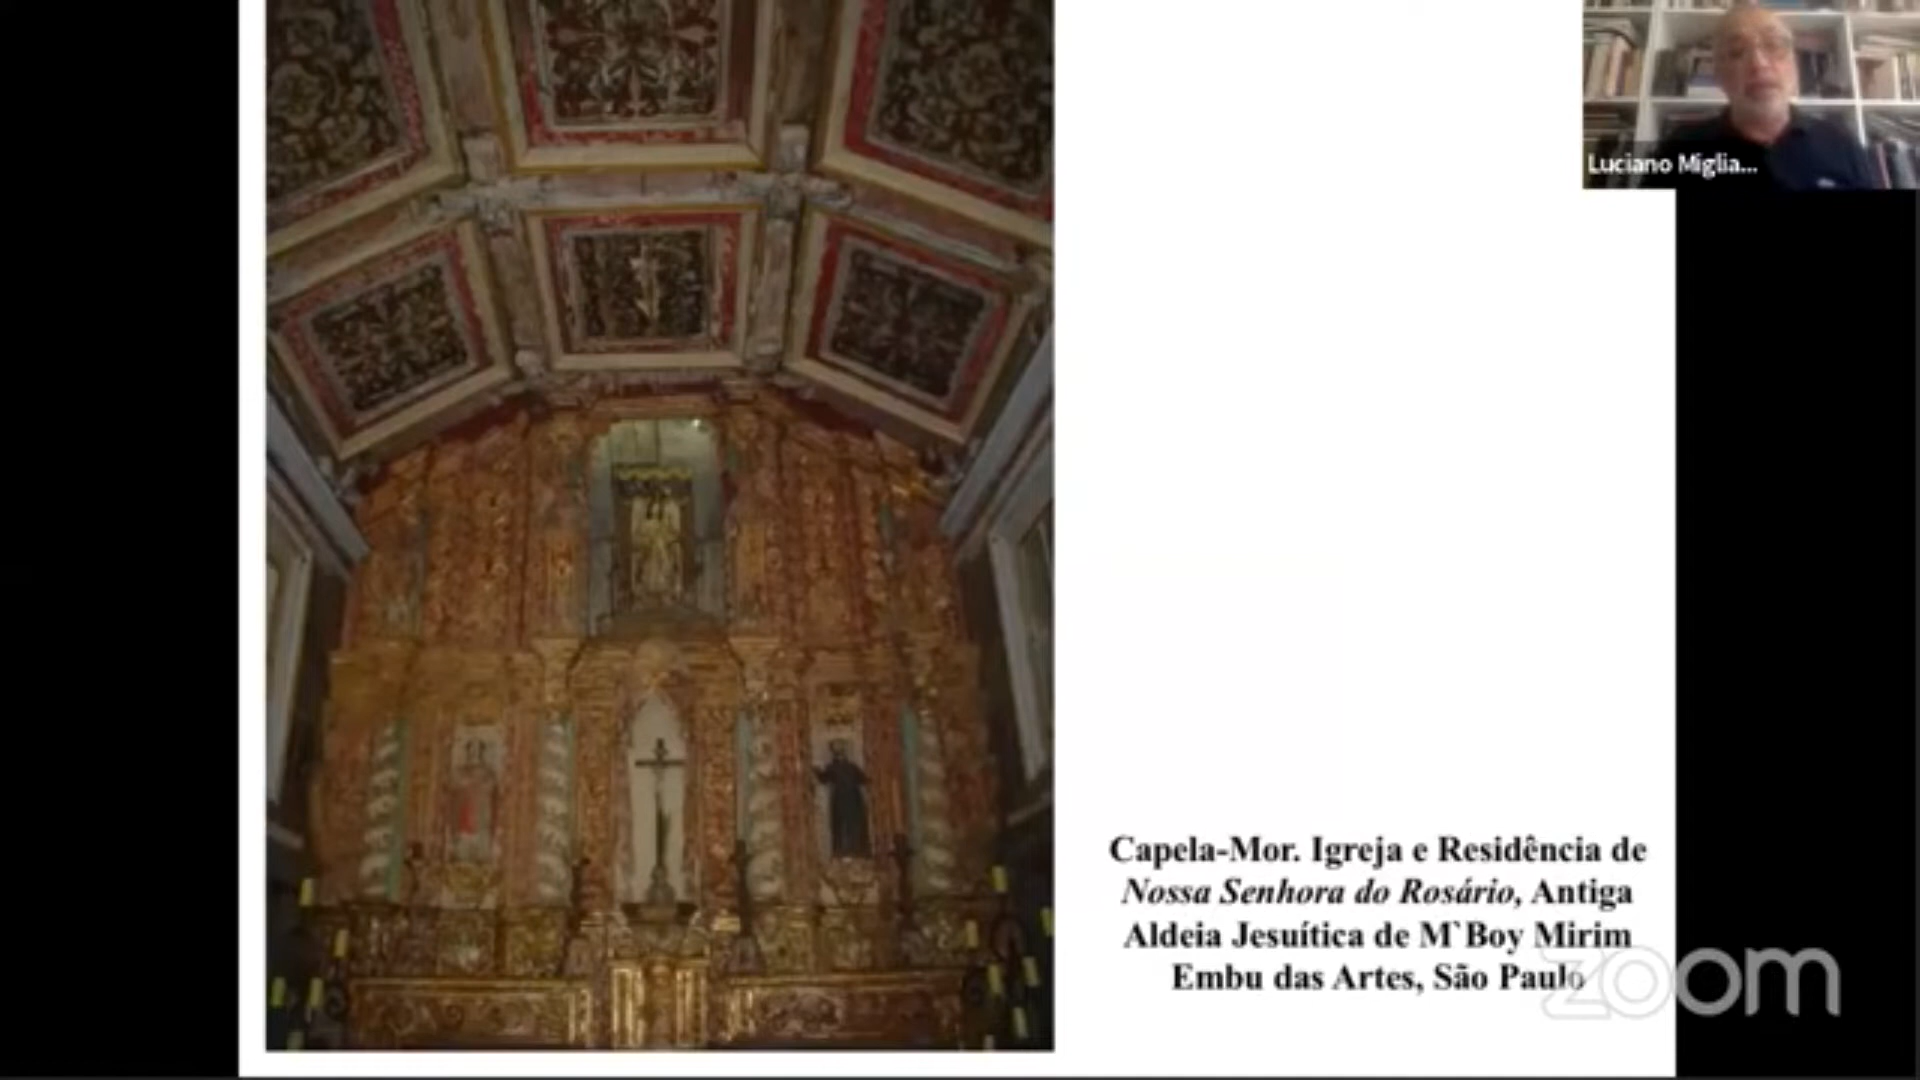 Luciano Miglia...
Capela-Mor. Igreja e Residência de
Nossa Senhora do Rosário, Antiga
Aldeia Jesuítica de M`Boy Mirim
Embu das Artes, São Paulo
zoom